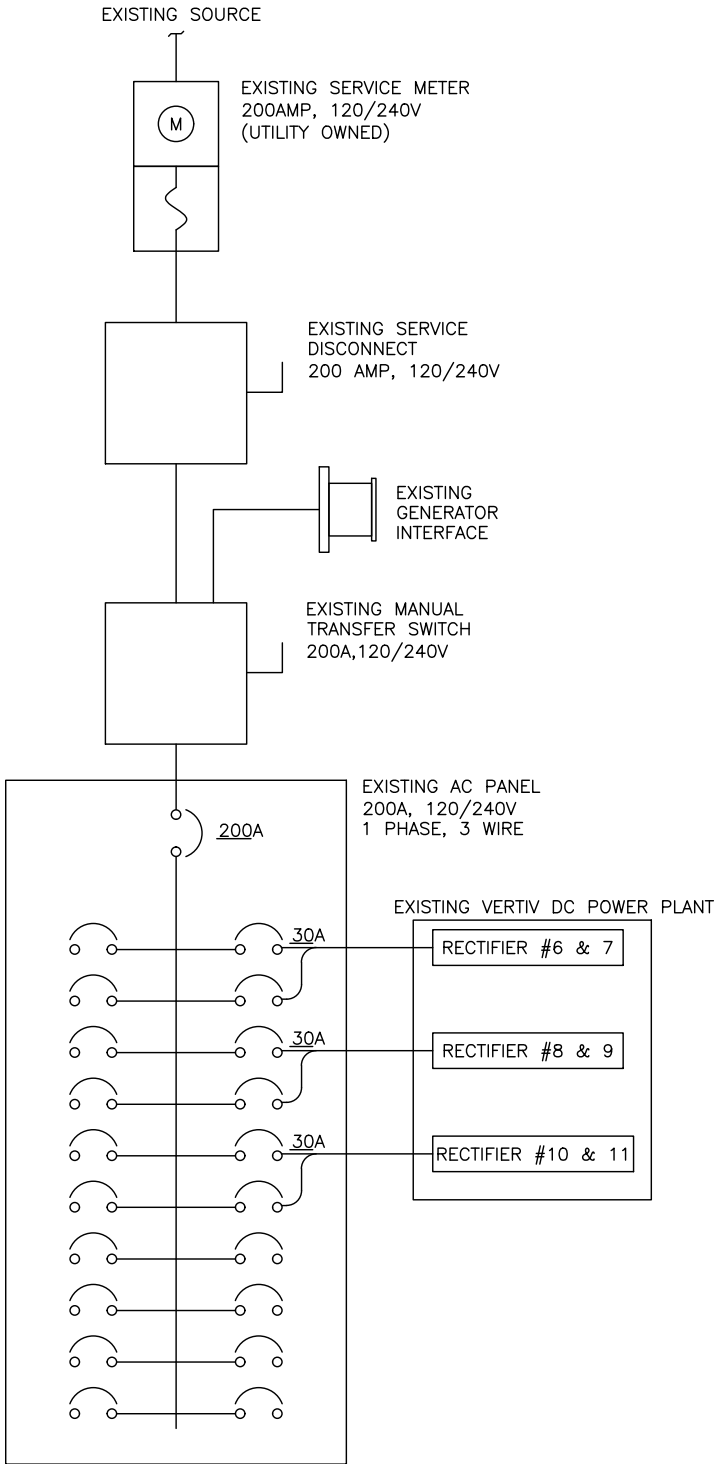 EXISTING SOURCE
EXISTING SERVICE METER
200AMP, 120/240V
(UTILITY OWNED)
M
EXISTING SERVICE
DISCONNECT
200 AMP, 120/240V
EXISTING
GENERATOR
INTERFACE
EXISTING MANUAL
TRANSFER SWITCH
200A,120/240V
EXISTING AC PANEL
200A, 120/240V
1 PHASE, 3 WIRE
200A
EXISTING VERTIV DC POWER PLANT
30A
RECTIFIER #6 & 7
30A
RECTIFIER #8 & 9
30A
RECTIFIER #10 & 11